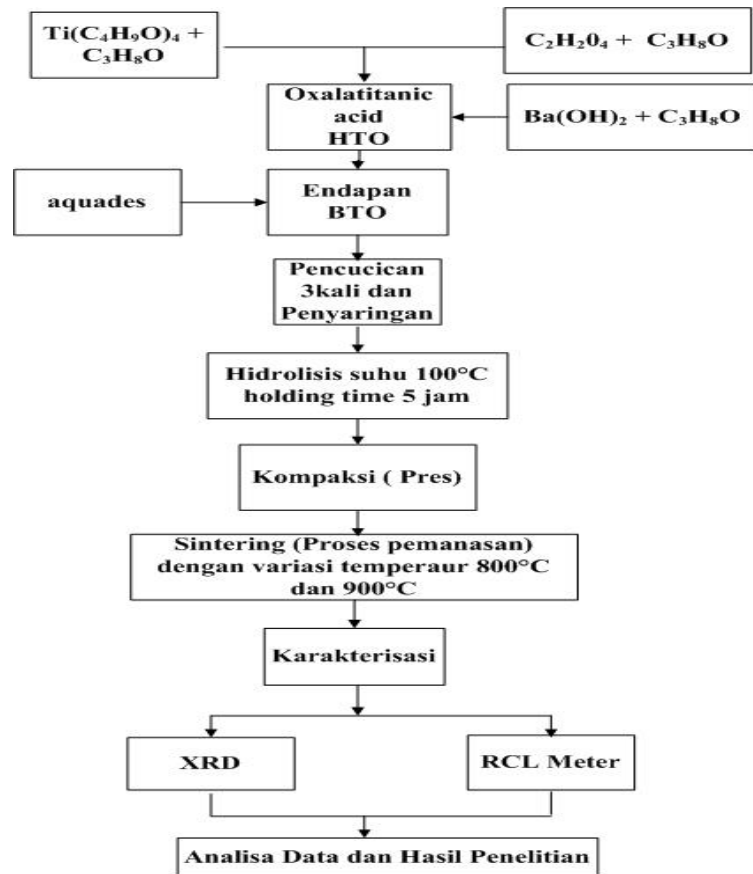 Ti(C₄H₉O)₄ +
C₃H₈O
C₂H₂0₄ + C₃H₈O
Oxalatitanic
acid
HTO
Ba(OH)₂ + C₃H₈O
aquades
Endapan
BTO
Pencucican
3kali dan
Penyaringan
Hidrolisis suhu 100°C
holding time 5 jam
Kompaksi ( Pres)
Sintering (Proses pemanasan)
dengan variasi temperaur 800°C
dan 900°C
Karakterisasi
XRD
RCL Meter
Analisa Data dan Hasil Penelitian